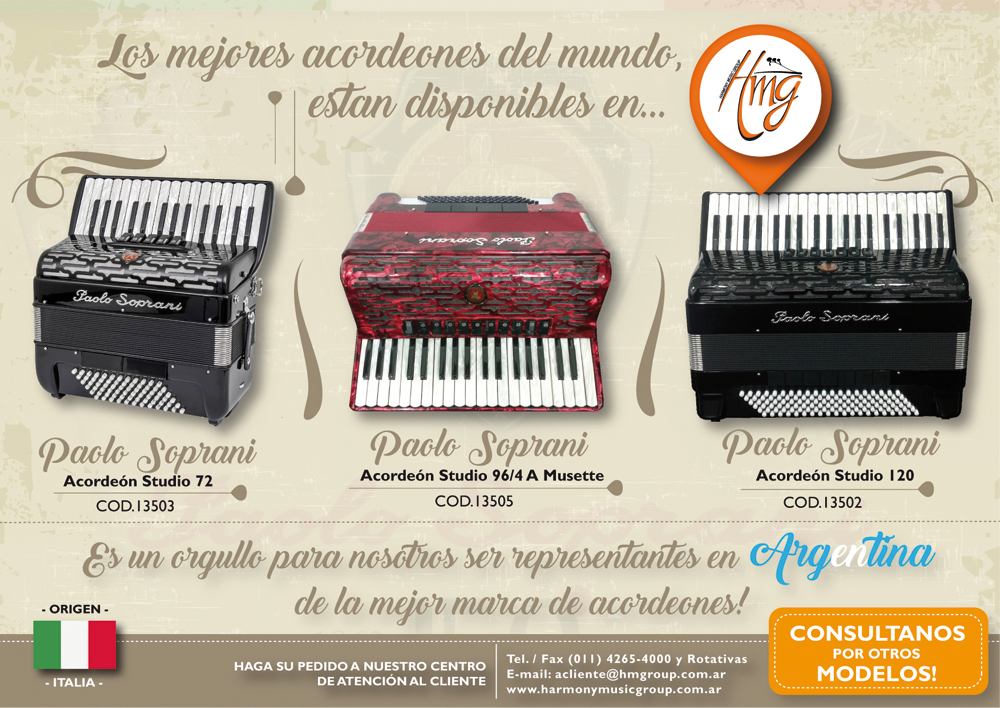 Los mejores acordeones del mundo,
estan disponibles en...
HARMONY MUSIC GROUP
Hmg
Paolo Soprani
Paolo Soprani
Paolo Soprani
Paolo Soprani
Acordeón Studio 72
COD.13503
Paolo Soprani
Acordeón Studio 96/4 A Musette
COD.13505
Paolo Soprani
Acordeón Studio 120
COD.13502
Es un orgullo para nosotros ser representantes en Argentina
de la mejor marca de acordeones!
- ORIGEN -
- ITALIA -
HAGA SU PEDIDO A NUESTRO CENTRO
DE ATENCIÓN AL CLIENTE
Tel. / Fax (011) 4265-4000 y Rotativas
E-mail: acliente@hmgroup.com.ar
www.harmonymusicgroup.com.ar
CONSULTANOS
POR OTROS
MODELOS!